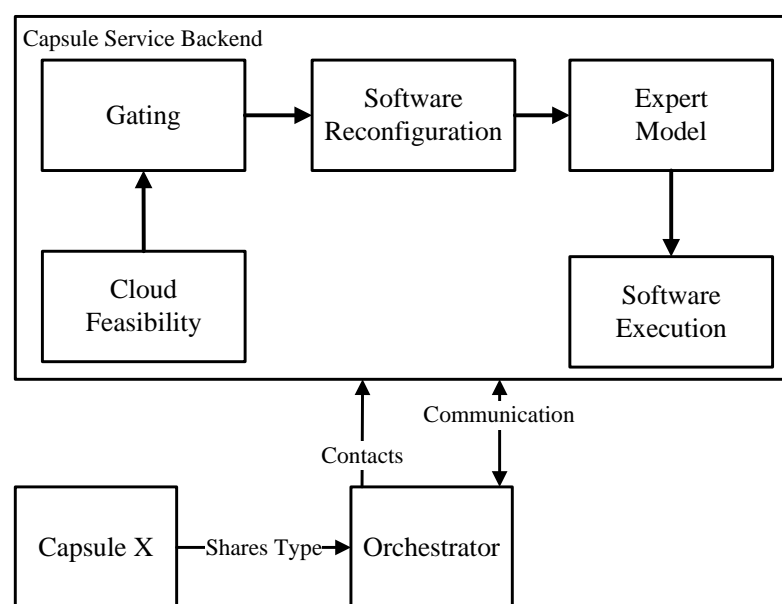 Capsule Service Backend
Gating
Software
Reconfiguration
Expert
Model
Cloud
Feasibility
Software
Execution
Communication
Contacts
Capsule X
Shares Type
Orchestrator